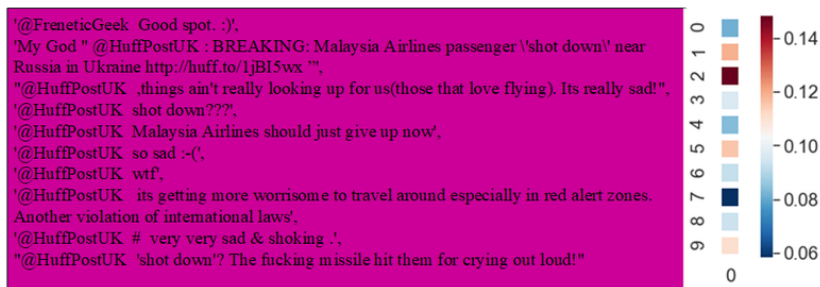 '@FreneticGeek Good spot. :)',
'My God " @HuffPostUK : BREAKING: Malaysia Airlines passenger \'shot down\' near
Russia in Ukraine http://huff.to/1jBI5wx "',
"@HuffPostUK ,things ain't really looking up for us(those that love flying). Its really sad!",
'@HuffPostUK shot down???',
'@HuffPostUK Malaysia Airlines should just give up now',
'@HuffPostUK so sad :-(',
'@HuffPostUK wtf',
'@HuffPostUK its getting more worrisome to travel around especially in red alert zones.
Another violation of international laws',
'@HuffPostUK # very very sad & shoking .',
"@HuffPostUK 'shot down'? The fucking missile hit them for crying out loud!"
0
1
2
3
4
5
6
7
8
9
0
0.14
0.12
0.10
0.08
0.06